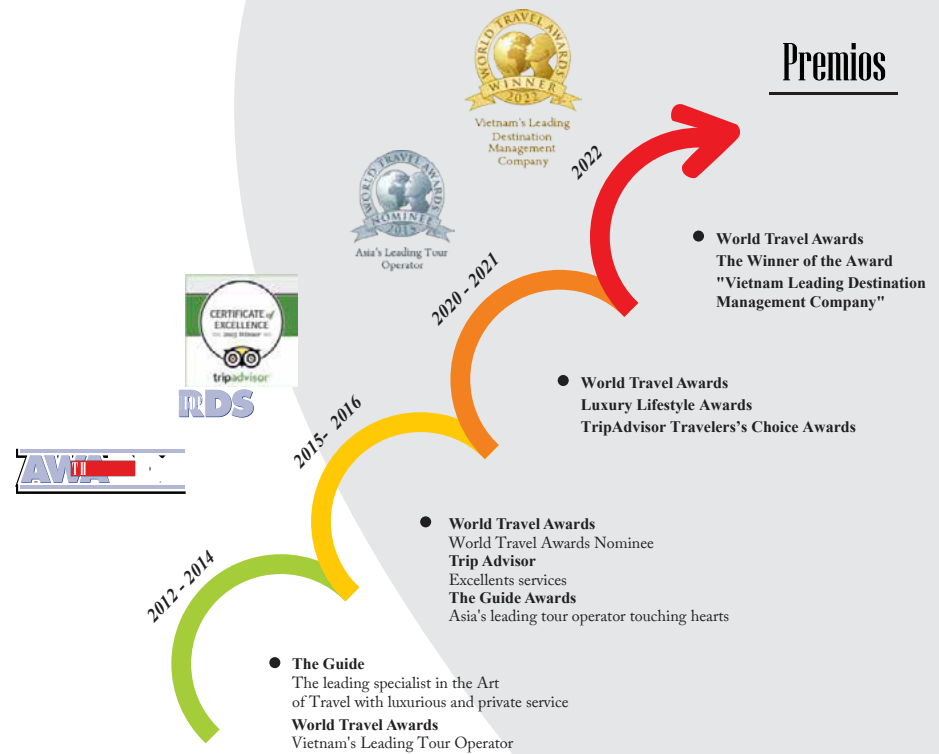 Premios
WORLD TRAVEL AWARDS
WINNER
2022
Vietnam's Leading
Destination
Management
Company
2022
WORLD TRAVEL AWARDS
NOMINEE
2015
Asia's Leading Tour
Operator
World Travel Awards
The Winner of the Award
"Vietnam Leading Destination
Management Company"
2020 - 2021
CERTIFICATE of
EXCELLENCE
tripadvisor
RDS
World Travel Awards
Luxury Lifestyle Awards
TripAdvisor Travelers's Choice Awards
2015- 2016
AWA
World Travel Awards
World Travel Awards Nominee
Trip Advisor
Excellents services
The Guide Awards
Asia's leading tour operator touching hearts
2012 - 2014
The Guide
The leading specialist in the Art
of Travel with luxurious and private service
World Travel Awards
Vietnam's Leading Tour Operator